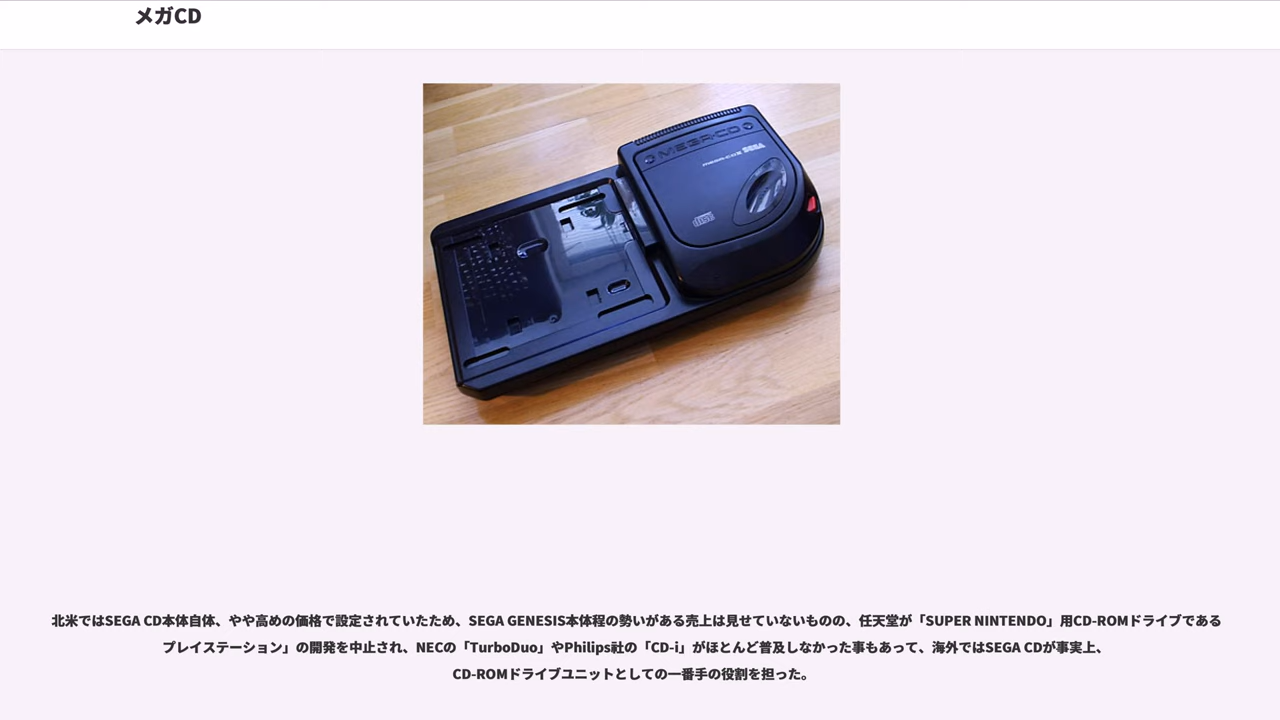 メガCD
MEGA-CD
MEGA-CD II SEGA
北米ではSEGA CD本体自体、やや高めの価格で設定されていたため、SEGA GENESIS本体程の勢いがある売上は見せていないものの、任天堂が「SUPER NINTENDO」用CD-ROMドライブである
プレイステーション」の開発を中止され、NECの「TurboDuo」やPhilips社の「CD-i」がほとんど普及しなかった事もあって、海外ではSEGA CDが事実上、
CD-ROMドライブユニットとしての一番手の役割を担った。